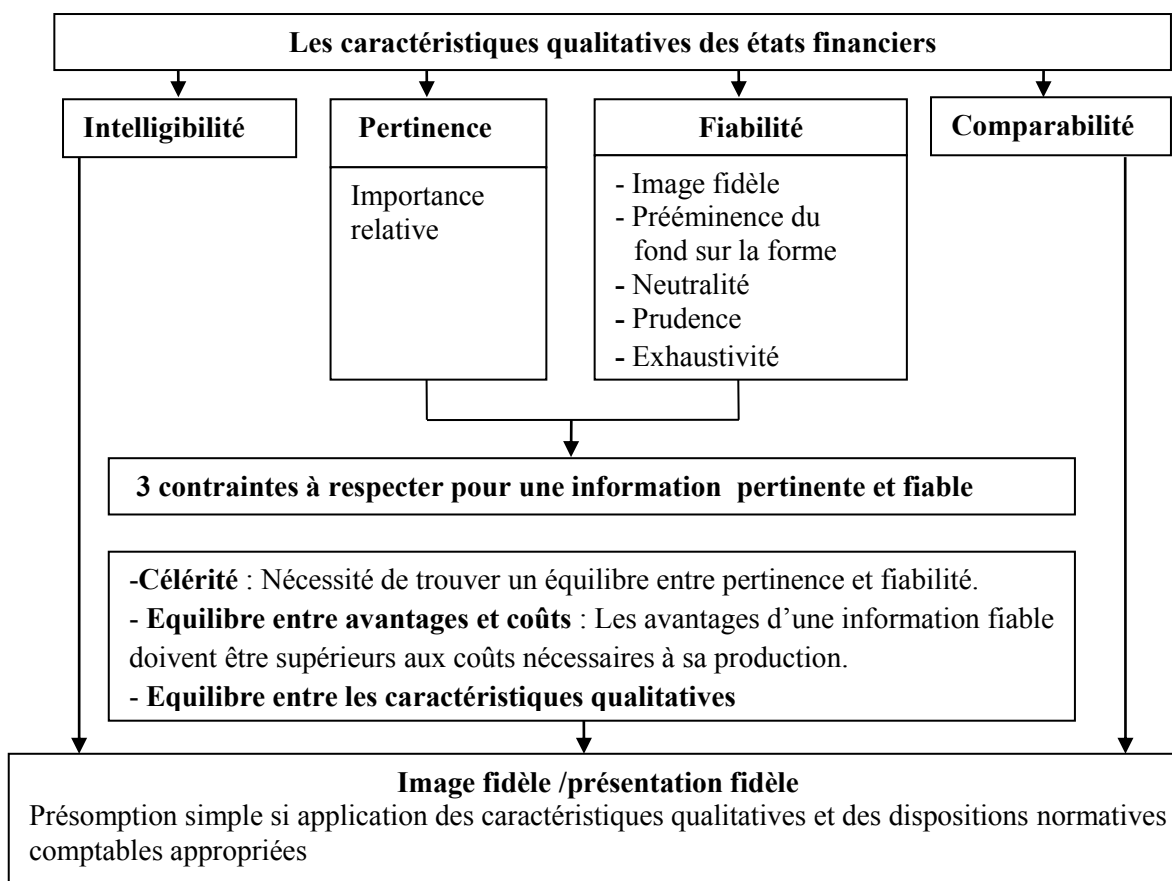 Les caractéristiques qualitatives des états financiers
Intelligibilité
Pertinence
Fiabilité
Comparabilité
Importance
relative
- Image fidèle
- Prééminence du
fond sur la forme
- Neutralité
- Prudence
- Exhaustivité
3 contraintes à respecter pour une information pertinente et fiable
-Célérité : Nécessité de trouver un équilibre entre pertinence et fiabilité.
- Equilibre entre avantages et coûts : Les avantages d’une information fiable
doivent être supérieurs aux coûts nécessaires à sa production.
- Equilibre entre les caractéristiques qualitatives
Image fidèle /présentation fidèle
Présomption simple si application des caractéristiques qualitatives et des dispositions normatives
comptables appropriées